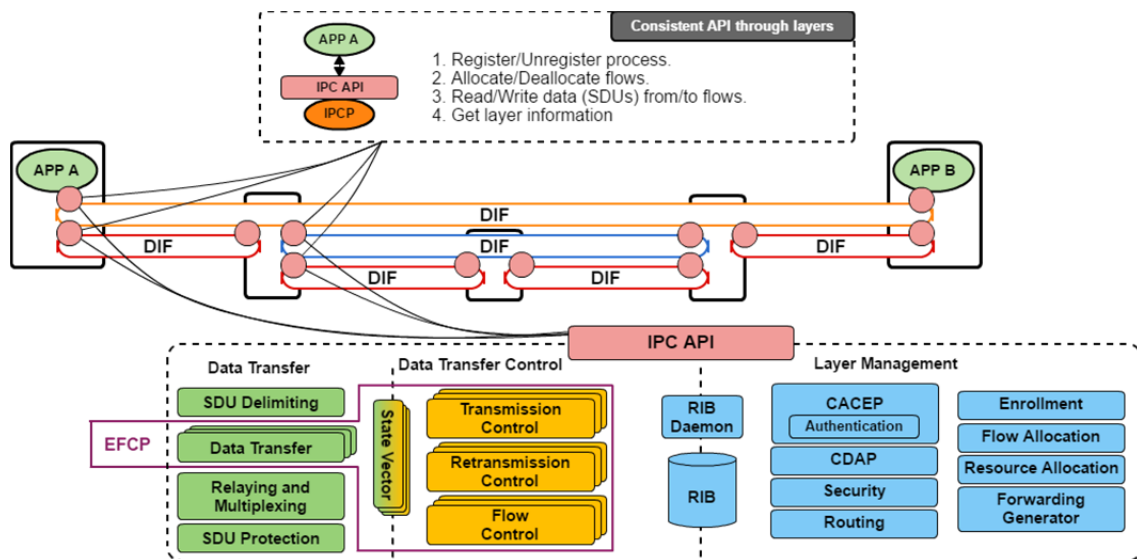 Consistent API through layers
APP A
IPC API
IPCP
1. Register/Unregister process.
2. Allocate/Deallocate flows.
3. Read/Write data (SDUs) from/to flows.
4. Get layer information
APP A
APP B
DIF
DIF
DIF
DIF
DIF
DIF
IPC API
Data Transfer
Data Transfer Control
Layer Management
EFCP
SDU Delimiting
Data Transfer
Relaying and
Multiplexing
SDU Protection
State Vector
Transmission
Control
Retransmission
Control
Flow
Control
RIB
Daemon
RIB
CACEP
Authentication
CDAP
Security
Routing
Enrollment
Flow Allocation
Resource Allocation
Forwarding
Generator